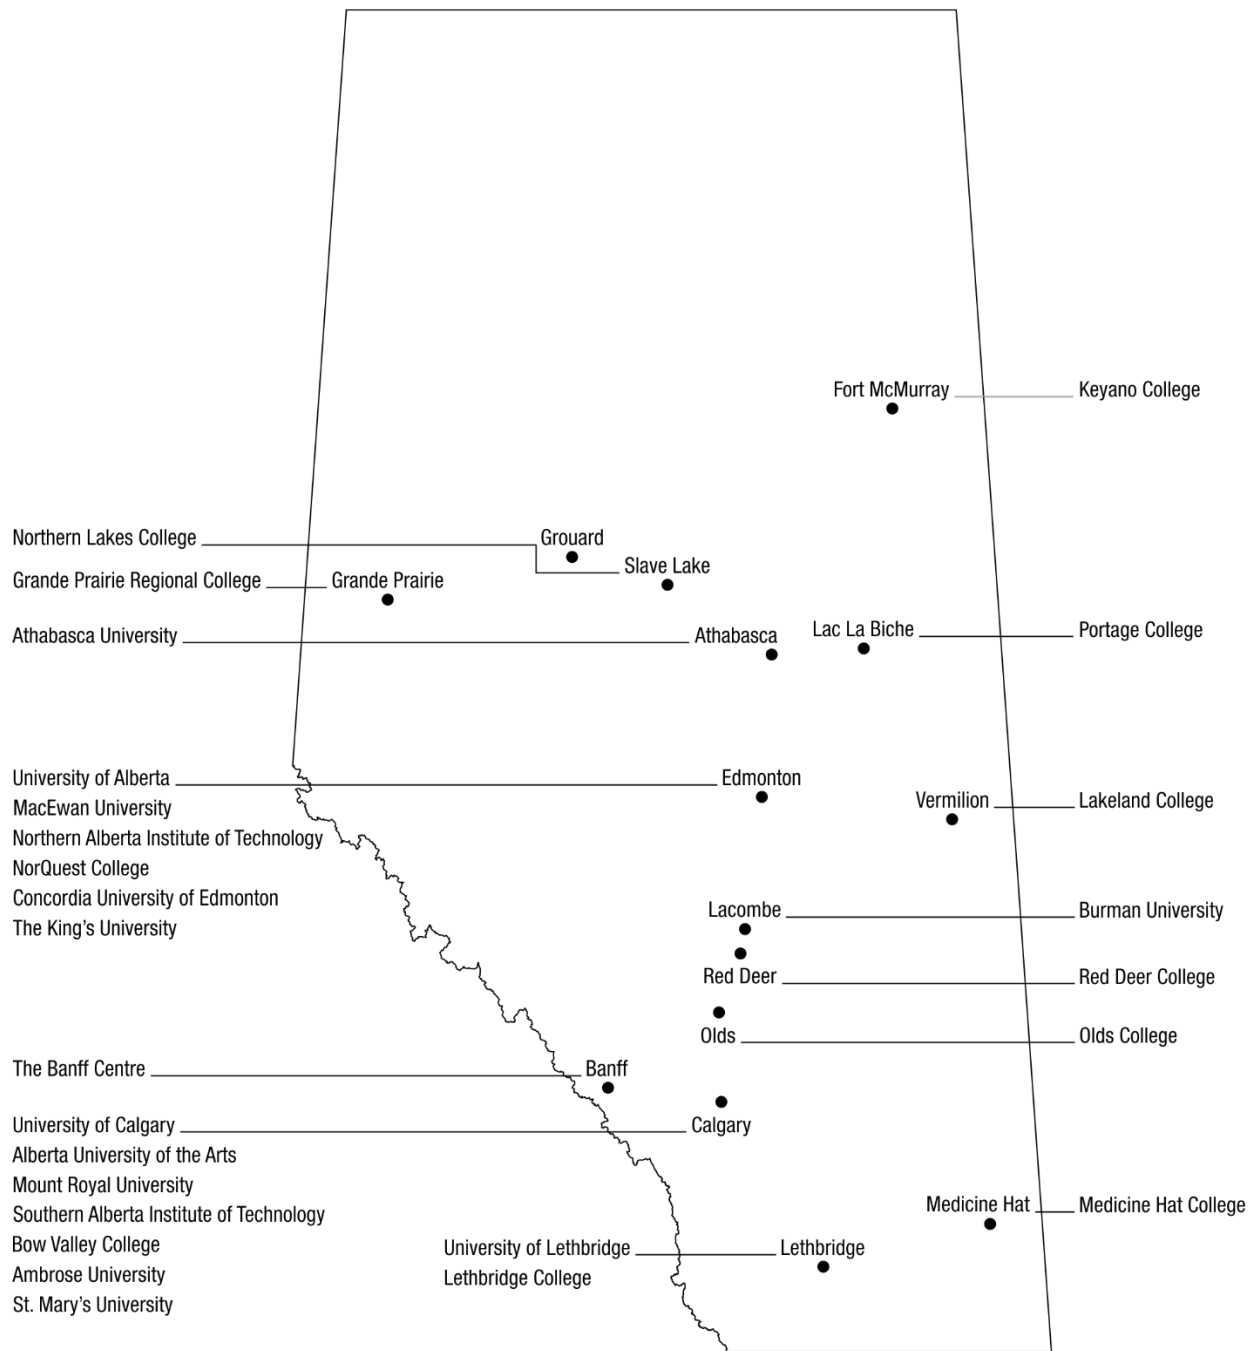 Fort McMurray
Keyano College
Northern Lakes College
Grouard
Slave Lake
Grande Prairie Regional College
Grande Prairie
Athabasca University
Athabasca
Lac La Biche
Portage College
University of Alberta
Edmonton
MacEwan University
Northern Alberta Institute of Technology
NorQuest College
Concordia University of Edmonton
The King’s University
Vermilion
Lakeland College
Lacombe
Burman University
Red Deer
Red Deer College
Olds
Olds College
The Banff Centre
Banff
University of Calgary
Calgary
Alberta University of the Arts
Mount Royal University
Southern Alberta Institute of Technology
Bow Valley College
Ambrose University
St. Mary’s University
Medicine Hat
Medicine Hat College
University of Lethbridge
Lethbridge
Lethbridge College